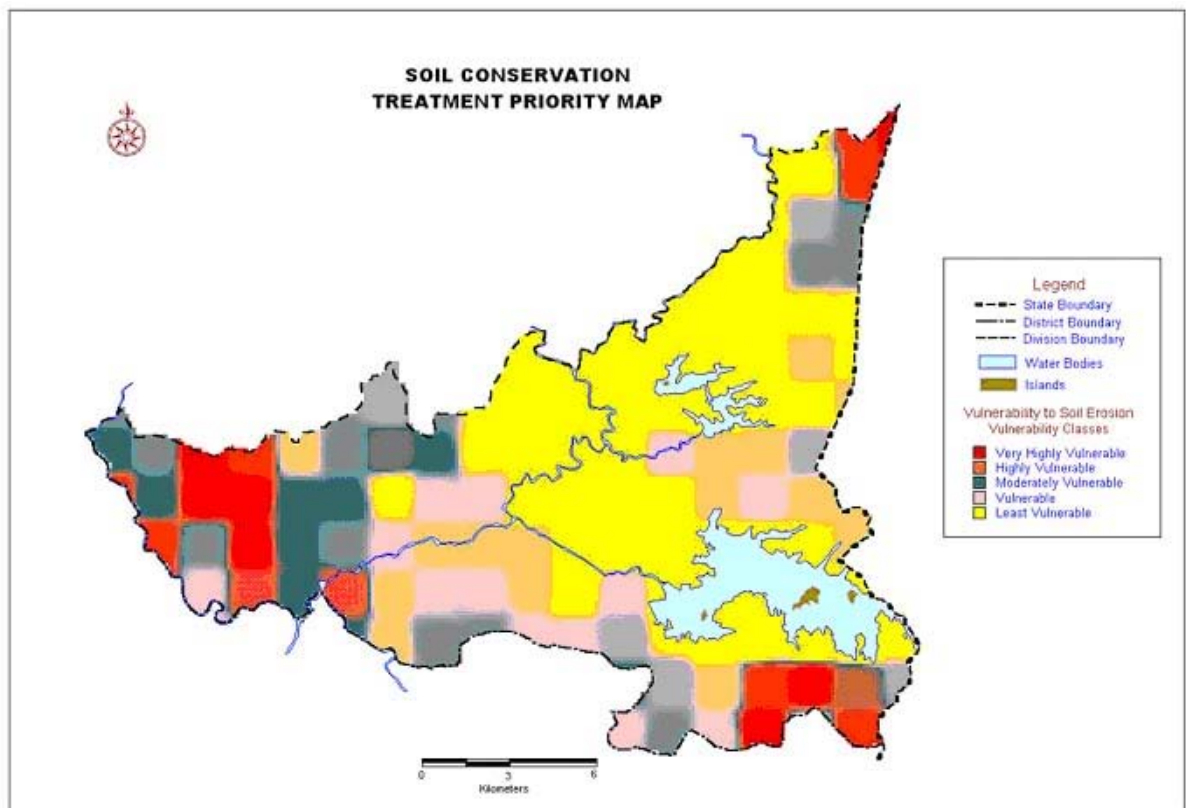 SOIL CONSERVATION
TREATMENT PRIORITY MAP
Legend
State Boundary
District Boundary
Division Boundary
Water Bodies
Islands
Vulnerability to Soil Erosion
Vulnerability Classes
Very Highly Vulnerable
Highly Vulnerable
Moderately Vulnerable
Vulnerable
Least Vulnerable
0 3 6
Kilometers